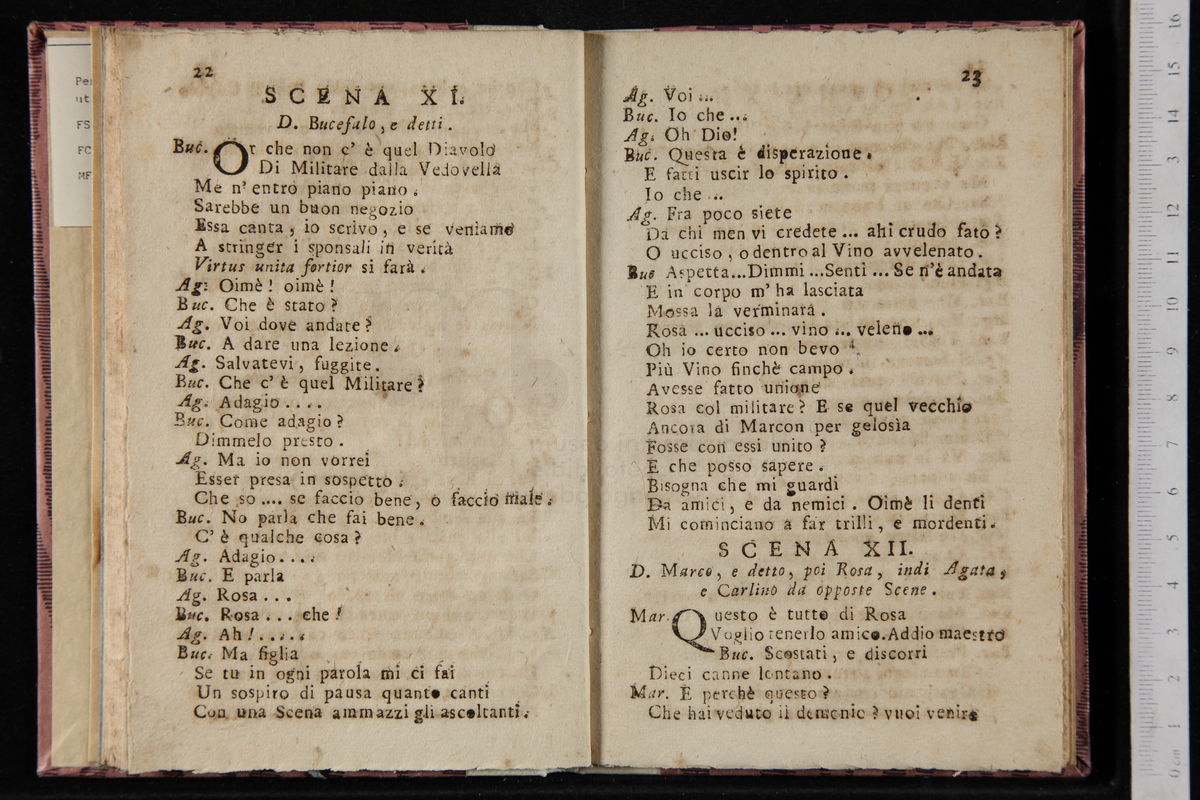 22
SCENA XI.
D. Bucefalo, e detti.
Buc. Or che non c' è quel Diavolo
Di Militare dalla Vedovella
Me n' entro piano piano.
Sarebbe un buon negozio
Essa canta, io scrivo, e se veniamo
A stringer i sponsali in verità
Virtus unita fortior si farà.
Ag. Oimè! oimè!
Buc. Che è stato?
Ag. Voi dove andate?
Buc. A dare una lezione.
Ag. Salvatevi, fuggite.
Buc. Che c' è quel Militare?
Ag. Adagio....
Buc. Come adagio?
Dimmelo presto.
Ag. Ma io non vorrei
Esser presa in sospetto.
Che so.... se faccio bene, o faccio male.
Buc. No parla che fai bene.
C' è qualche cosa?
Ag. Adagio....
Buc. E parla
Ag. Rosa...
Buc. Rosa... che!
Ag. Ah!.....
Buc. Ma figlia
Se tu in ogni parola mi ci fai
Un sospiro di pausa quanto canti
Con una Scena ammazzi gli ascoltanti.
23
Ag. Voi...
Buc. Io che...
Ag. Oh Dio!
Buc. Questa è disperazione.
E fatti uscir lo spirito.
Io che...
Ag. Fra poco siete
Da chi men vi credete... ahi crudo fato?
O ucciso, o dentro al Vino avvelenato.
Buc Aspetta...Dimmi...Senti... Se n'è andata
E in corpo m' ha lasciata
Mossa la verminara.
Rosa... ucciso... vino... veleno...
Oh io certo non bevo
Più Vino finchè campo.
Avesse fatto unione
Rosa col militare? E se quel vecchio
Ancora di Marcon per gelosia
Fosse con essi unito?
E che posso sapere.
Bisogna che mi guardi
Da amici, e da nemici. Oimè li denti
Mi cominciano a far trilli, e mordenti.
SCENA XII.
D. Marco, e detto, poi Rosa, indi Agata,
e Carlino da opposte Scene.
Mar. Questo è tutto di Rosa
Voglio tenerlo amico. Addio maestro
Buc. Scostati, e discorri
Dieci canne lontano.
Mar. E perchè questo?
Che hai veduto il demonio? vuoi venire